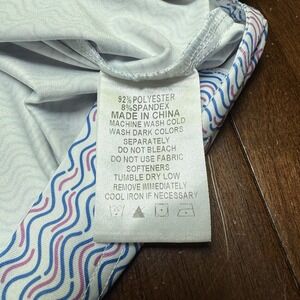 92%POLYESTER
8%SPANDEX
MADE IN CHINA
MACHINE WASH COLD
WASH DARK COLORS
SEPARATELY
DO NOT BLEACH
DO NOT USE FABRIC
SOFTENERS
TUMBLE DRY LOW
REMOVE IMMEDIATELY
COOL IRON IF NECESSARY